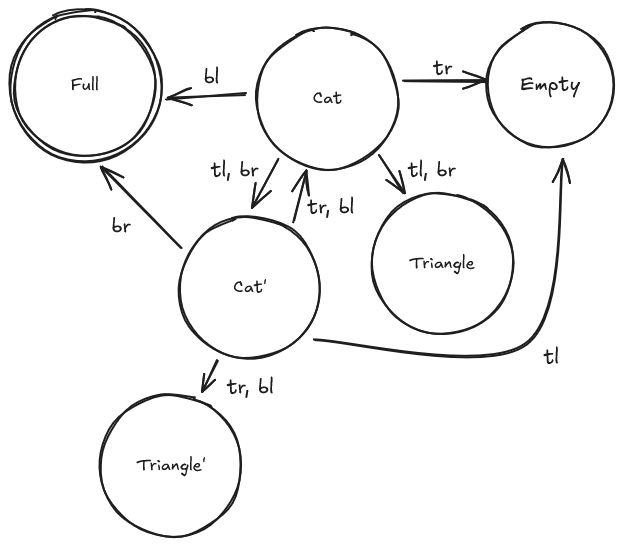 Full
bl
Cat
tr
Empty
tl, br
tl, br
tr, bl
br
Cat'
Triangle
tl
tr, bl
Triangle'